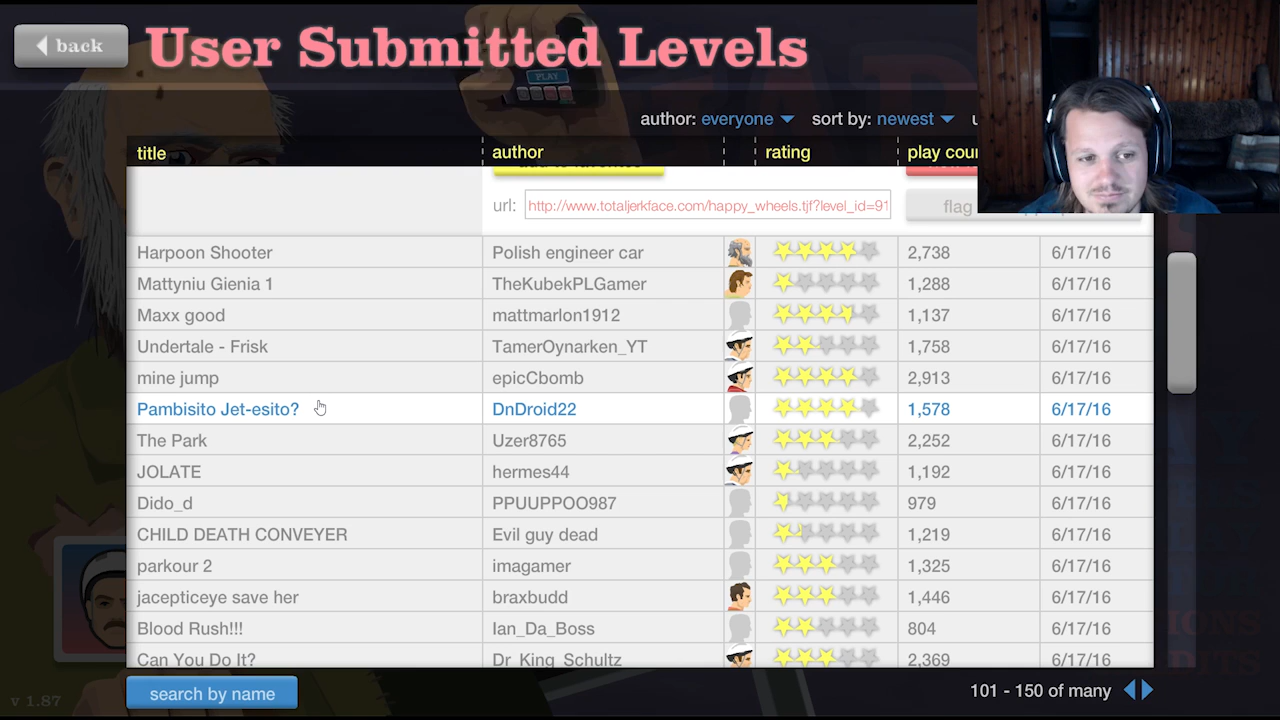 back
User Submitted Levels
PLAY
author: everyone sort by: newest
title author rating play coun
url: http://www.totaljerkface.com/happy_wheels.tjf?level_id=91 flag
Harpoon Shooter Polish engineer car 2,738 6/17/16
Mattyniu Gienia 1 TheKubekPLGamer 1,288 6/17/16
Maxx good mattmarlon1912 1,137 6/17/16
Undertale - Frisk TamerOynarken_YT 1,758 6/17/16
mine jump epicCbomb 2,913 6/17/16
Pambisito Jet-esito? DnDroid22 1,578 6/17/16
The Park Uzer8765 2,252 6/17/16
JOLATE hermes44 1,192 6/17/16
Dido_d PPUUPPOO987 979 6/17/16
CHILD DEATH CONVEYER Evil guy dead 1,219 6/17/16
parkour 2 imagamer 1,325 6/17/16
jacepticeye save her braxbudd 1,446 6/17/16
Blood Rush!!! Ian_Da_Boss 804 6/17/16
Can You Do It? Dr_King_Schultz 2,369 6/17/16
search by name 101 - 150 of many
v 1.87